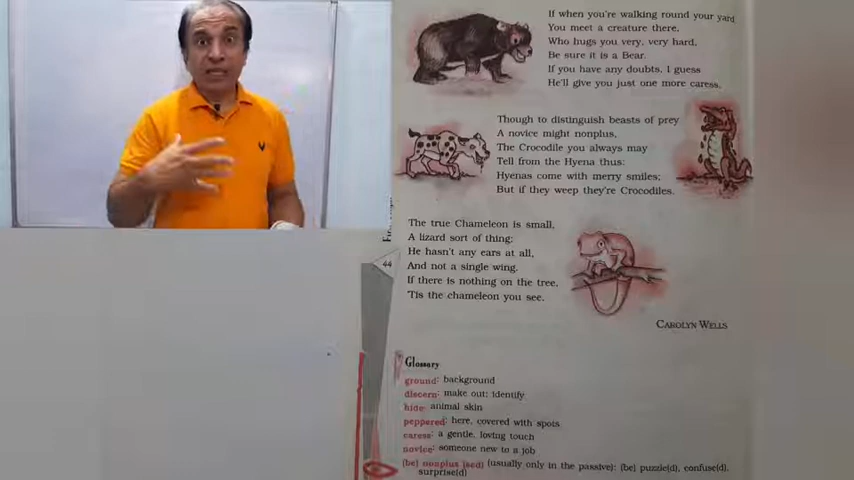 If when you're walking round your yard
You meet a creature there,
Who hugs you very, very hard,
Be sure it is a Bear.
If you have any doubts, I guess
He'll give you just one more caress.
Though to distinguish beasts of prey
A novice might nonplus,
The Crocodile you always may
Tell from the Hyena thus:
Hyenas come with merry smiles;
But if they weep they're Crocodiles.
The true Chameleon is small,
A lizard sort of thing;
He hasn't any ears at all,
And not a single wing.
If there is nothing on the tree,
'Tis the chameleon you see.
CAROLYN WELLS
44
Glossary
ground: background
discern: make out; identify
hide: animal skin
peppered: here, covered with spots
caress: a gentle, loving touch
novice: someone new to a job
(be) nonplus (sed) (usually only in the passive): (be) puzzle(d), confuse(d),
surprise(d)